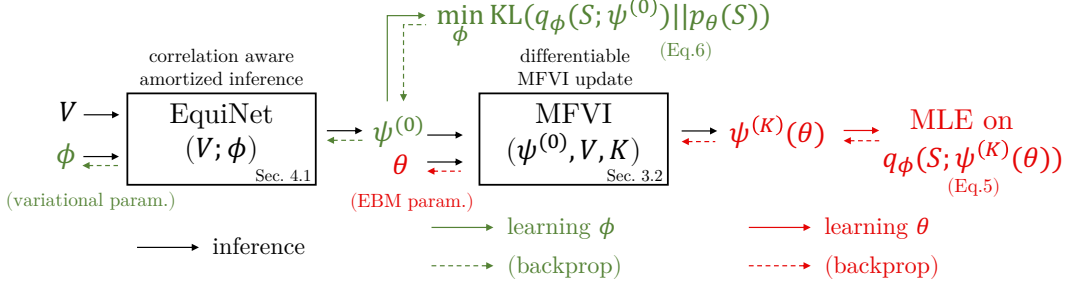 min_ϕ KL(q_ϕ(S; ψ^(0))||p_θ(S))
(Eq.6)
correlation aware
amortized inference
differentiable
MFVI update
V
EquiNet
(V; ϕ)
Sec. 4.1
ϕ
(variational param.)
ψ^(0)
θ
(EBM param.)
MFVI
(ψ^(0), V, K)
Sec. 3.2
ψ^(K)(θ)
MLE on
q_ϕ(S; ψ^(K)(θ))
(Eq.5)
inference
learning ϕ
(backprop)
learning θ
(backprop)